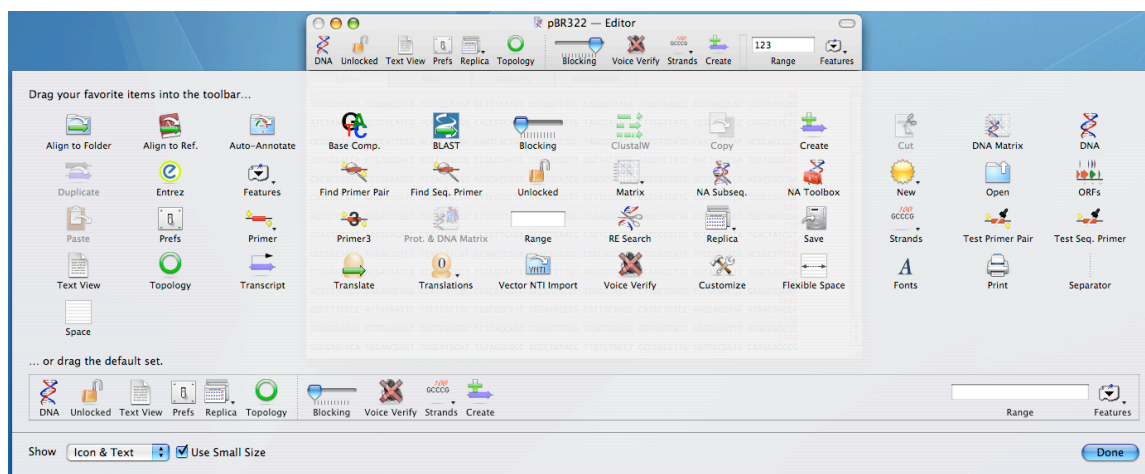 pBR322 — Editor
DNA Unlocked Text View Prefs Replica Topology Blocking Voice Verify Strands Create Range Features
123
Drag your favorite items into the toolbar...
Align to Folder Align to Ref. Auto-Annotate Base Comp. BLAST Blocking ClustalW Copy Create Cut DNA Matrix DNA
Duplicate Entrez Features Find Primer Pair Find Seq. Primer Unlocked Matrix NA Subseq. NA Toolbox New Open ORFs
Paste Prefs Primer Primer3 Prot. & DNA Matrix Range RE Search Replica Save Strands Test Primer Pair Test Seq. Primer
Text View Topology Transcript Translate Translations Vector NTI Import Voice Verify Customize Flexible Space Fonts Print Separator
Space
... or drag the default set.
DNA Unlocked Text View Prefs Replica Topology Blocking Voice Verify Strands Create Range Features
Show Icon & Text Use Small Size Done